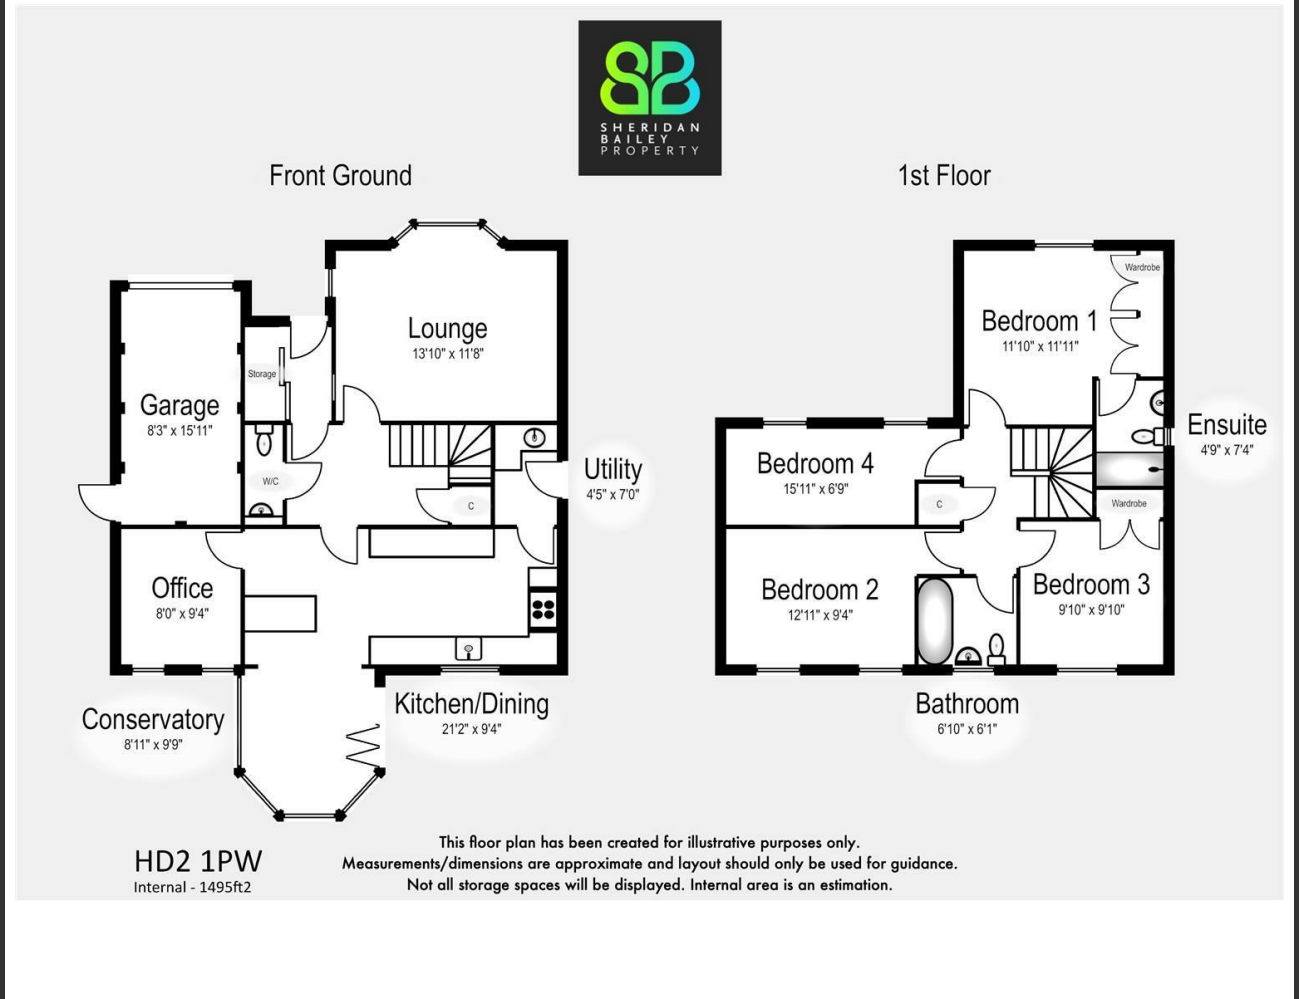 SHERIDAN
BAILEY
PROPERTY
Front Ground
1st Floor
Lounge
13'10" x 11'8"
Storage
Garage
8'3" x 15'11"
W/C
C
Utility
4'5" x 7'0"
Office
8'0" x 9'4"
Kitchen/Dining
21'2" x 9'4"
Conservatory
8'11" x 9'9"
Wardrobe
Bedroom 1
11'10" x 11'11"
Ensuite
4'9" x 7'4"
Bedroom 4
15'11" x 6'9"
C
Wardrobe
Bedroom 2
12'11" x 9'4"
Bedroom 3
9'10" x 9'10"
Bathroom
6'10" x 6'1"
HD2 1PW
Internal - 1495ft2
This floor plan has been created for illustrative purposes only.
Measurements/dimensions are approximate and layout should only be used for guidance.
Not all storage spaces will be displayed. Internal area is an estimation.